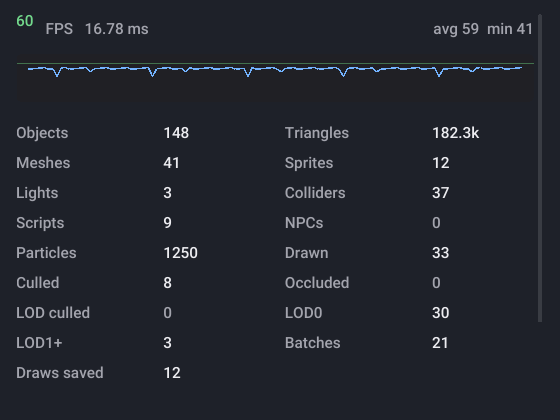 60 FPS 16.78 ms avg 59 min 41
Objects 148 Triangles 182.3k
Meshes 41 Sprites 12
Lights 3 Colliders 37
Scripts 9 NPCs 0
Particles 1250 Drawn 33
Culled 8 Occluded 0
LOD culled 0 LOD0 30
LOD1+ 3 Batches 21
Draws saved 12